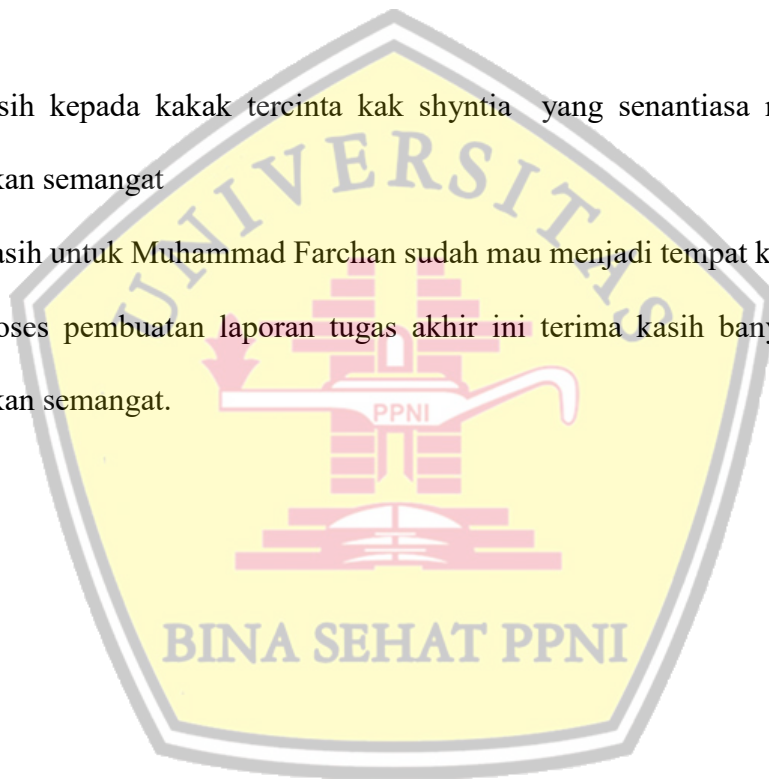 sih kepada kakak tercinta kak shyntia yang senantiasa
kan semangat
UNIVERSITAS
asih untuk Muhammad Farchan sudah mau menjadi tempat k
oses pembuatan laporan tugas akhir ini terima kasih bany
kan semangat.
PPNI
BINA SEHAT PPNI